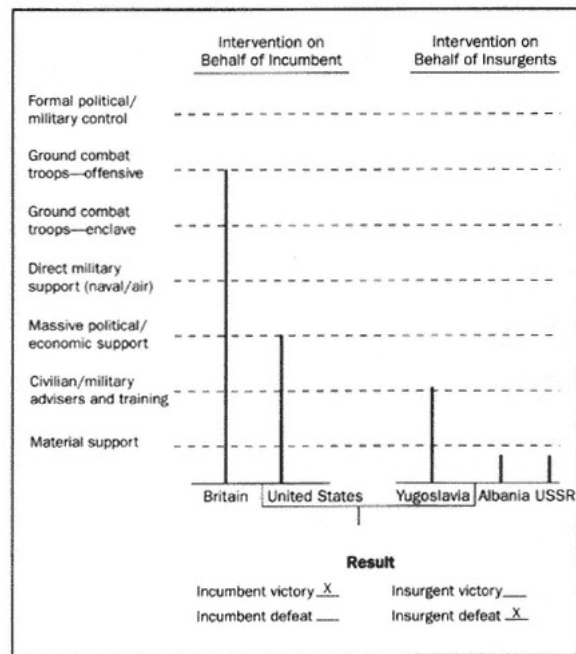 Intervention on
Behalf of Incumbent
Intervention on
Behalf of Insurgents
Formal political/
military control
Ground combat
troops—offensive
Ground combat
troops—enclave
Direct military
support (naval/air)
Massive political/
economic support
Civilian/military
advisers and training
Material support
Britain United States Yugoslavia Albania USSR
Result
Incumbent victory X Insurgent victory
Incumbent defeat Insurgent defeat X